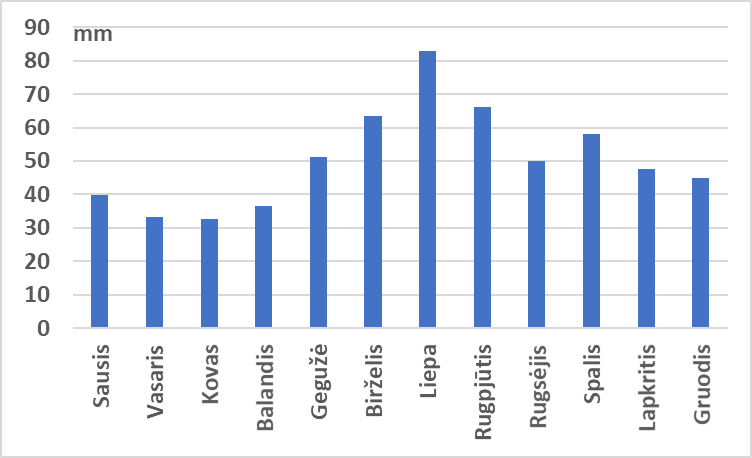 90
mm
80
70
60
50
40
30
20
10
0
Sausis
Vasaris
Kovas
Balandis
Gegužė
Birželis
Liepa
Rugpjūtis
Rugsėjis
Spalis
Lapkritis
Gruodis